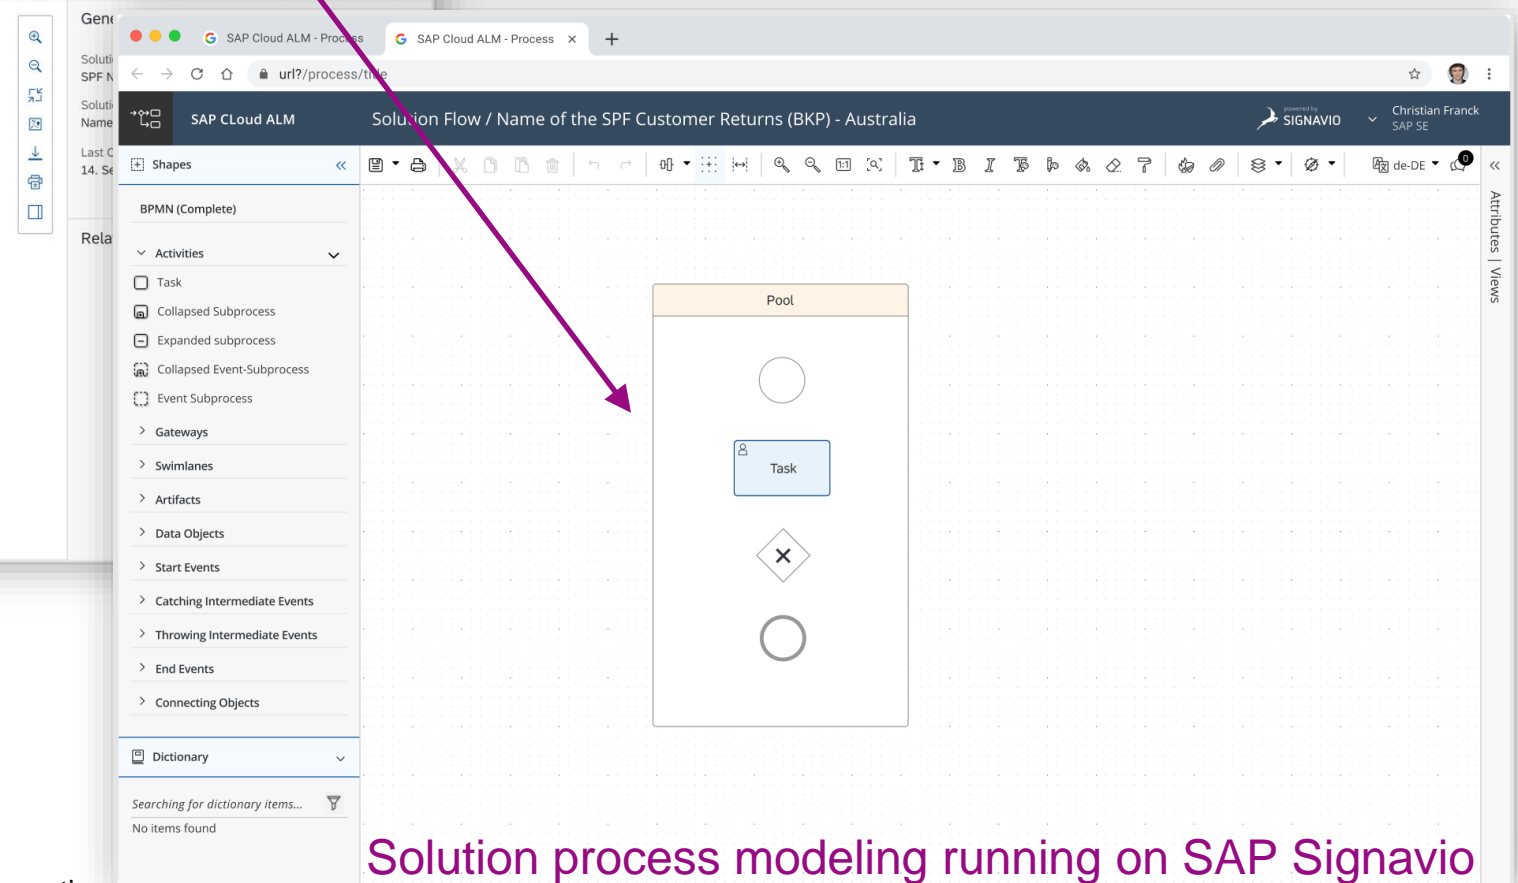 Gene
Soluti
SPF N
Soluti
Name
Last C
14. Se
Rela
SAP Cloud ALM - Process
SAP Cloud ALM - Process
url?/process/title
SAP CLoud ALM
Solution Flow / Name of the SPF Customer Returns (BKP) - Australia
powered by
SIGNAVIO
Christian Franck
SAP SE
Shapes
1:1
de-DE
0
BPMN (Complete)
Activities
Task
Collapsed Subprocess
Expanded subprocess
Collapsed Event-Subprocess
Event Subprocess
Gateways
Swimlanes
Artifacts
Data Objects
Start Events
Catching Intermediate Events
Throwing Intermediate Events
End Events
Connecting Objects
Dictionary
Searching for dictionary items...
No items found
Pool
Task
Attributes | Views
Solution process modeling running on SAP Signavio